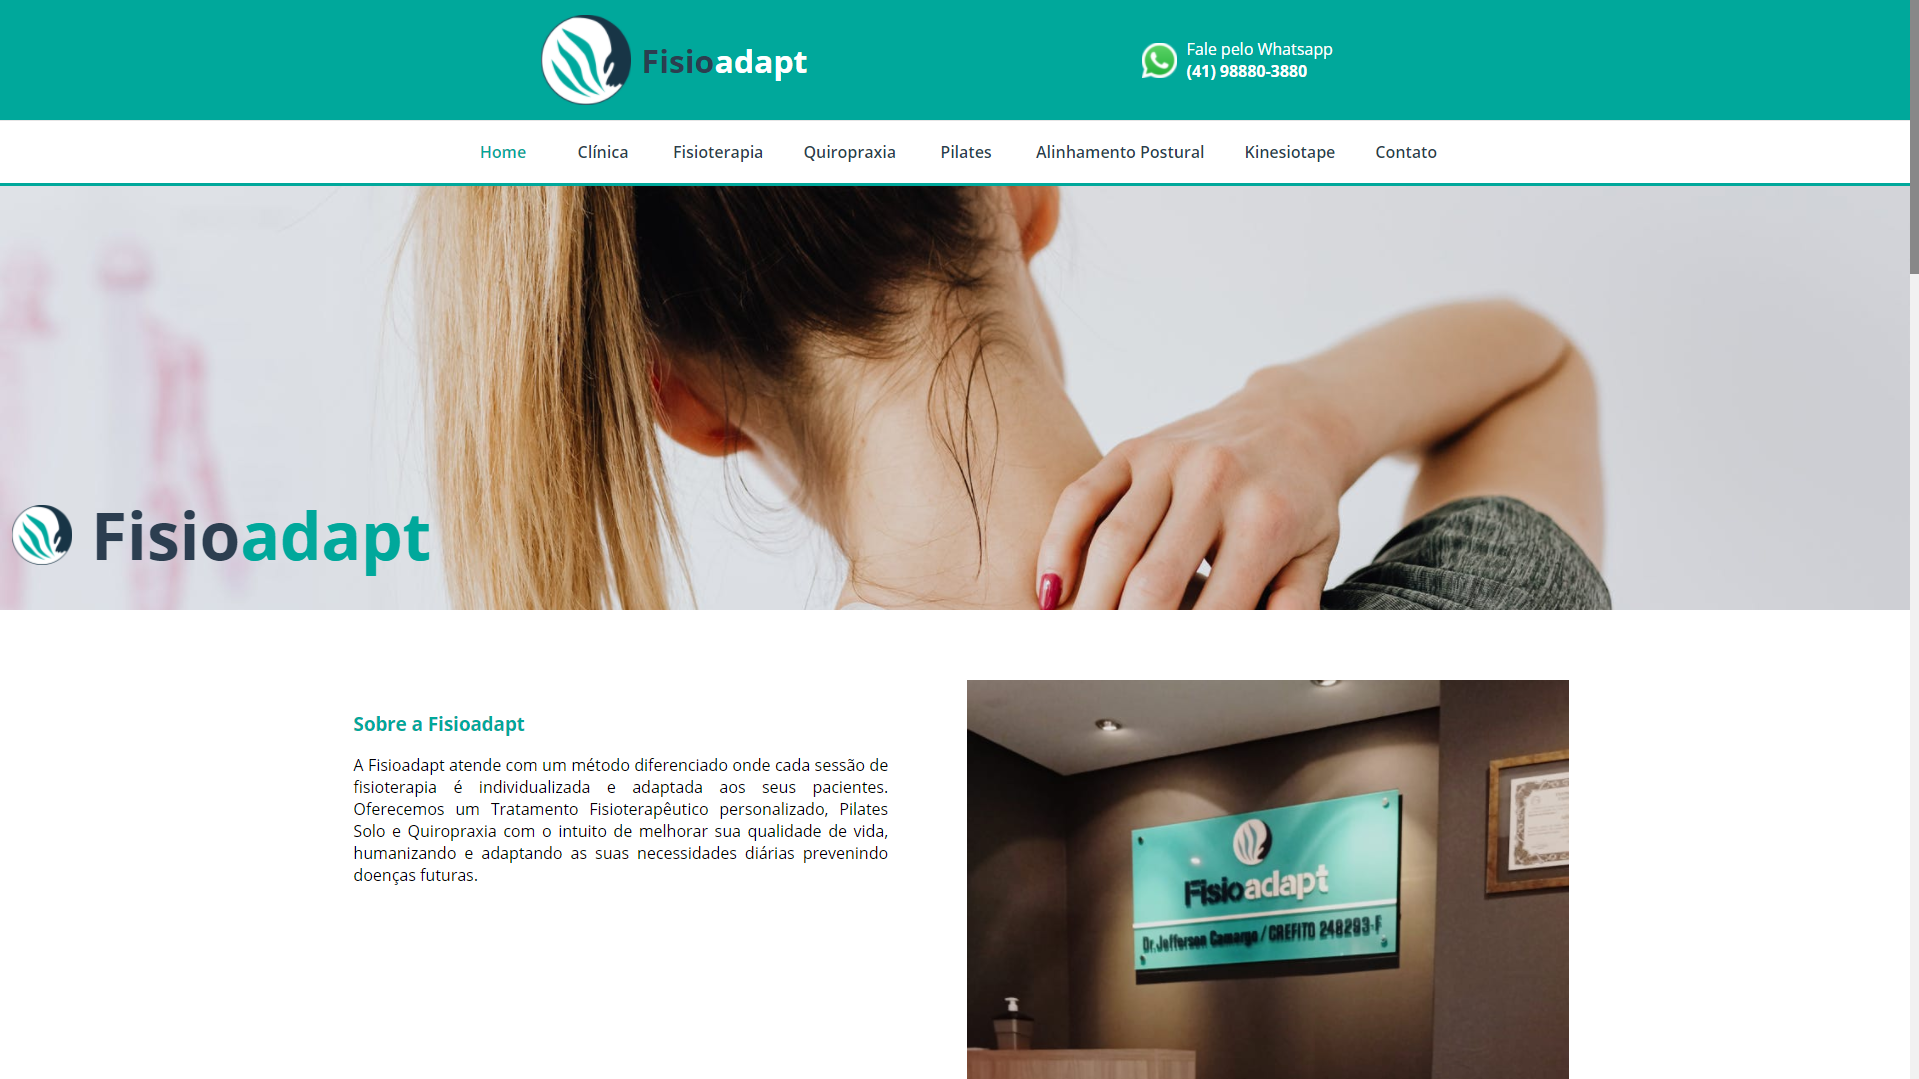 Fisioadapt
Fale pelo Whatsapp
(41) 98880-3880
Home
Clínica
Fisioterapia
Quiropraxia
Pilates
Alinhamento Postural
Kinesiotape
Contato
Fisioadapt
Sobre a Fisioadapt
A Fisioadapt atende com um método diferenciado onde cada sessão de
fisioterapia é individualizada e adaptada aos seus pacientes.
Oferecemos um Tratamento Fisioterapêutico personalizado, Pilates
Solo e Quiropraxia com o intuito de melhorar sua qualidade de vida,
humanizando e adaptando as suas necessidades diárias prevenindo
doenças futuras.
Fisioadapt
Dr. Jefferson Camargo / CREFITO 248293-F